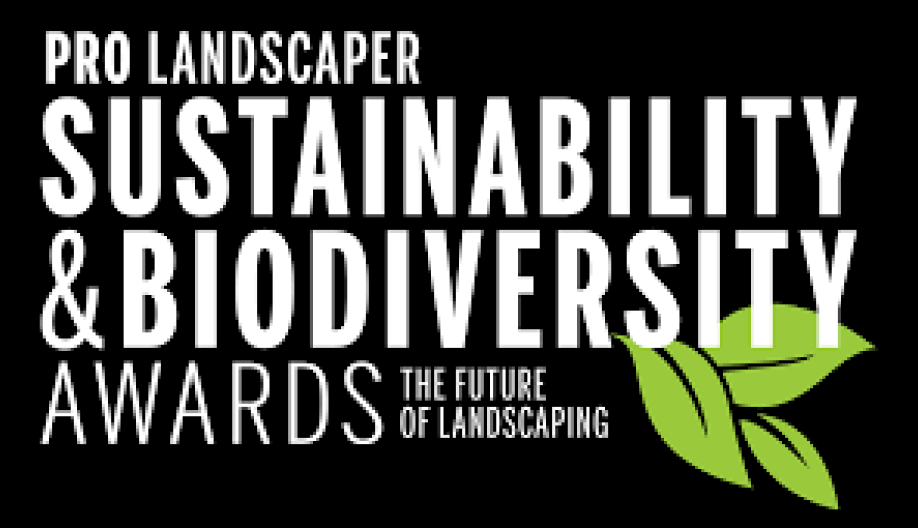 PRO LANDSCAPER
SUSTAINABILITY
& BIODIVERSITY
AWARDS
THE FUTURE
OF LANDSCAPING